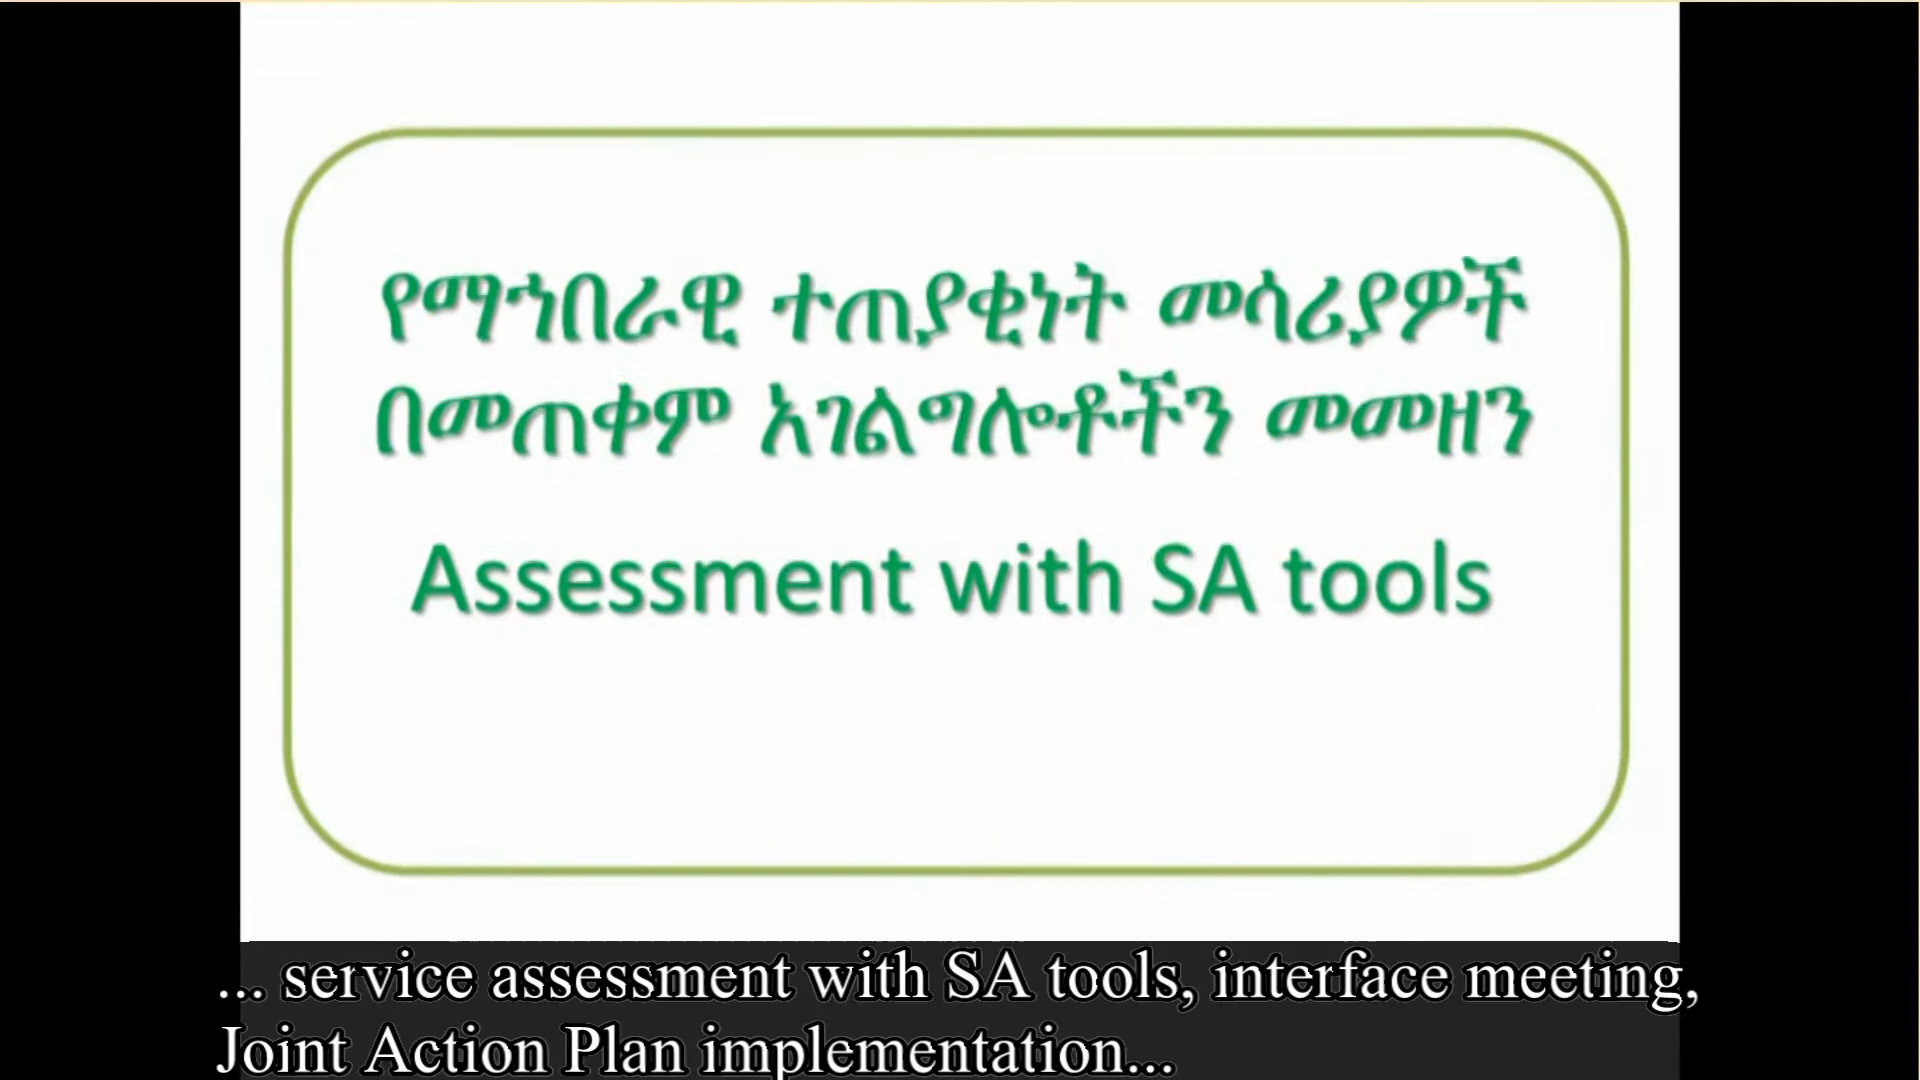 የማኅበራዊ ተጠያቂነት መሳሪያዎች
በመጠቀም አገልግሎቶችን መመዘን
Assessment with SA tools
... service assessment with SA tools, interface meeting,
Joint Action Plan implementation...